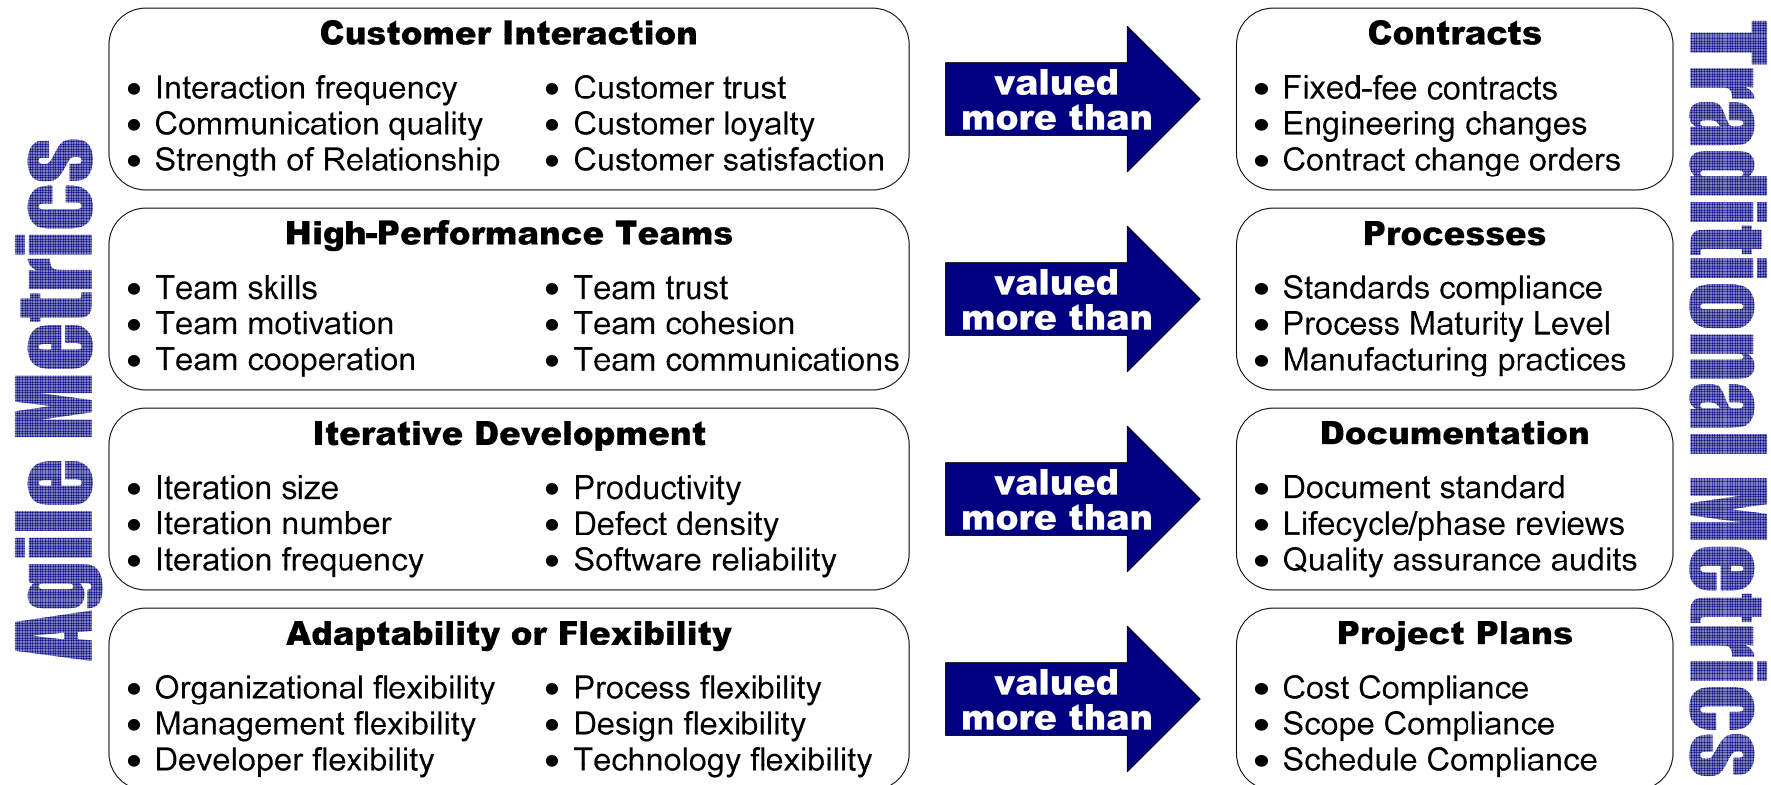 Agile Metrics
Customer Interaction
• Interaction frequency
• Communication quality
• Strength of Relationship
• Customer trust
• Customer loyalty
• Customer satisfaction
valued
more than
Contracts
• Fixed-fee contracts
• Engineering changes
• Contract change orders
High-Performance Teams
• Team skills
• Team motivation
• Team cooperation
• Team trust
• Team cohesion
• Team communications
valued
more than
Processes
• Standards compliance
• Process Maturity Level
• Manufacturing practices
Iterative Development
• Iteration size
• Iteration number
• Iteration frequency
• Productivity
• Defect density
• Software reliability
valued
more than
Documentation
• Document standard
• Lifecycle/phase reviews
• Quality assurance audits
Adaptability or Flexibility
• Organizational flexibility
• Management flexibility
• Developer flexibility
• Process flexibility
• Design flexibility
• Technology flexibility
valued
more than
Project Plans
• Cost Compliance
• Scope Compliance
• Schedule Compliance
Traditional Metrics